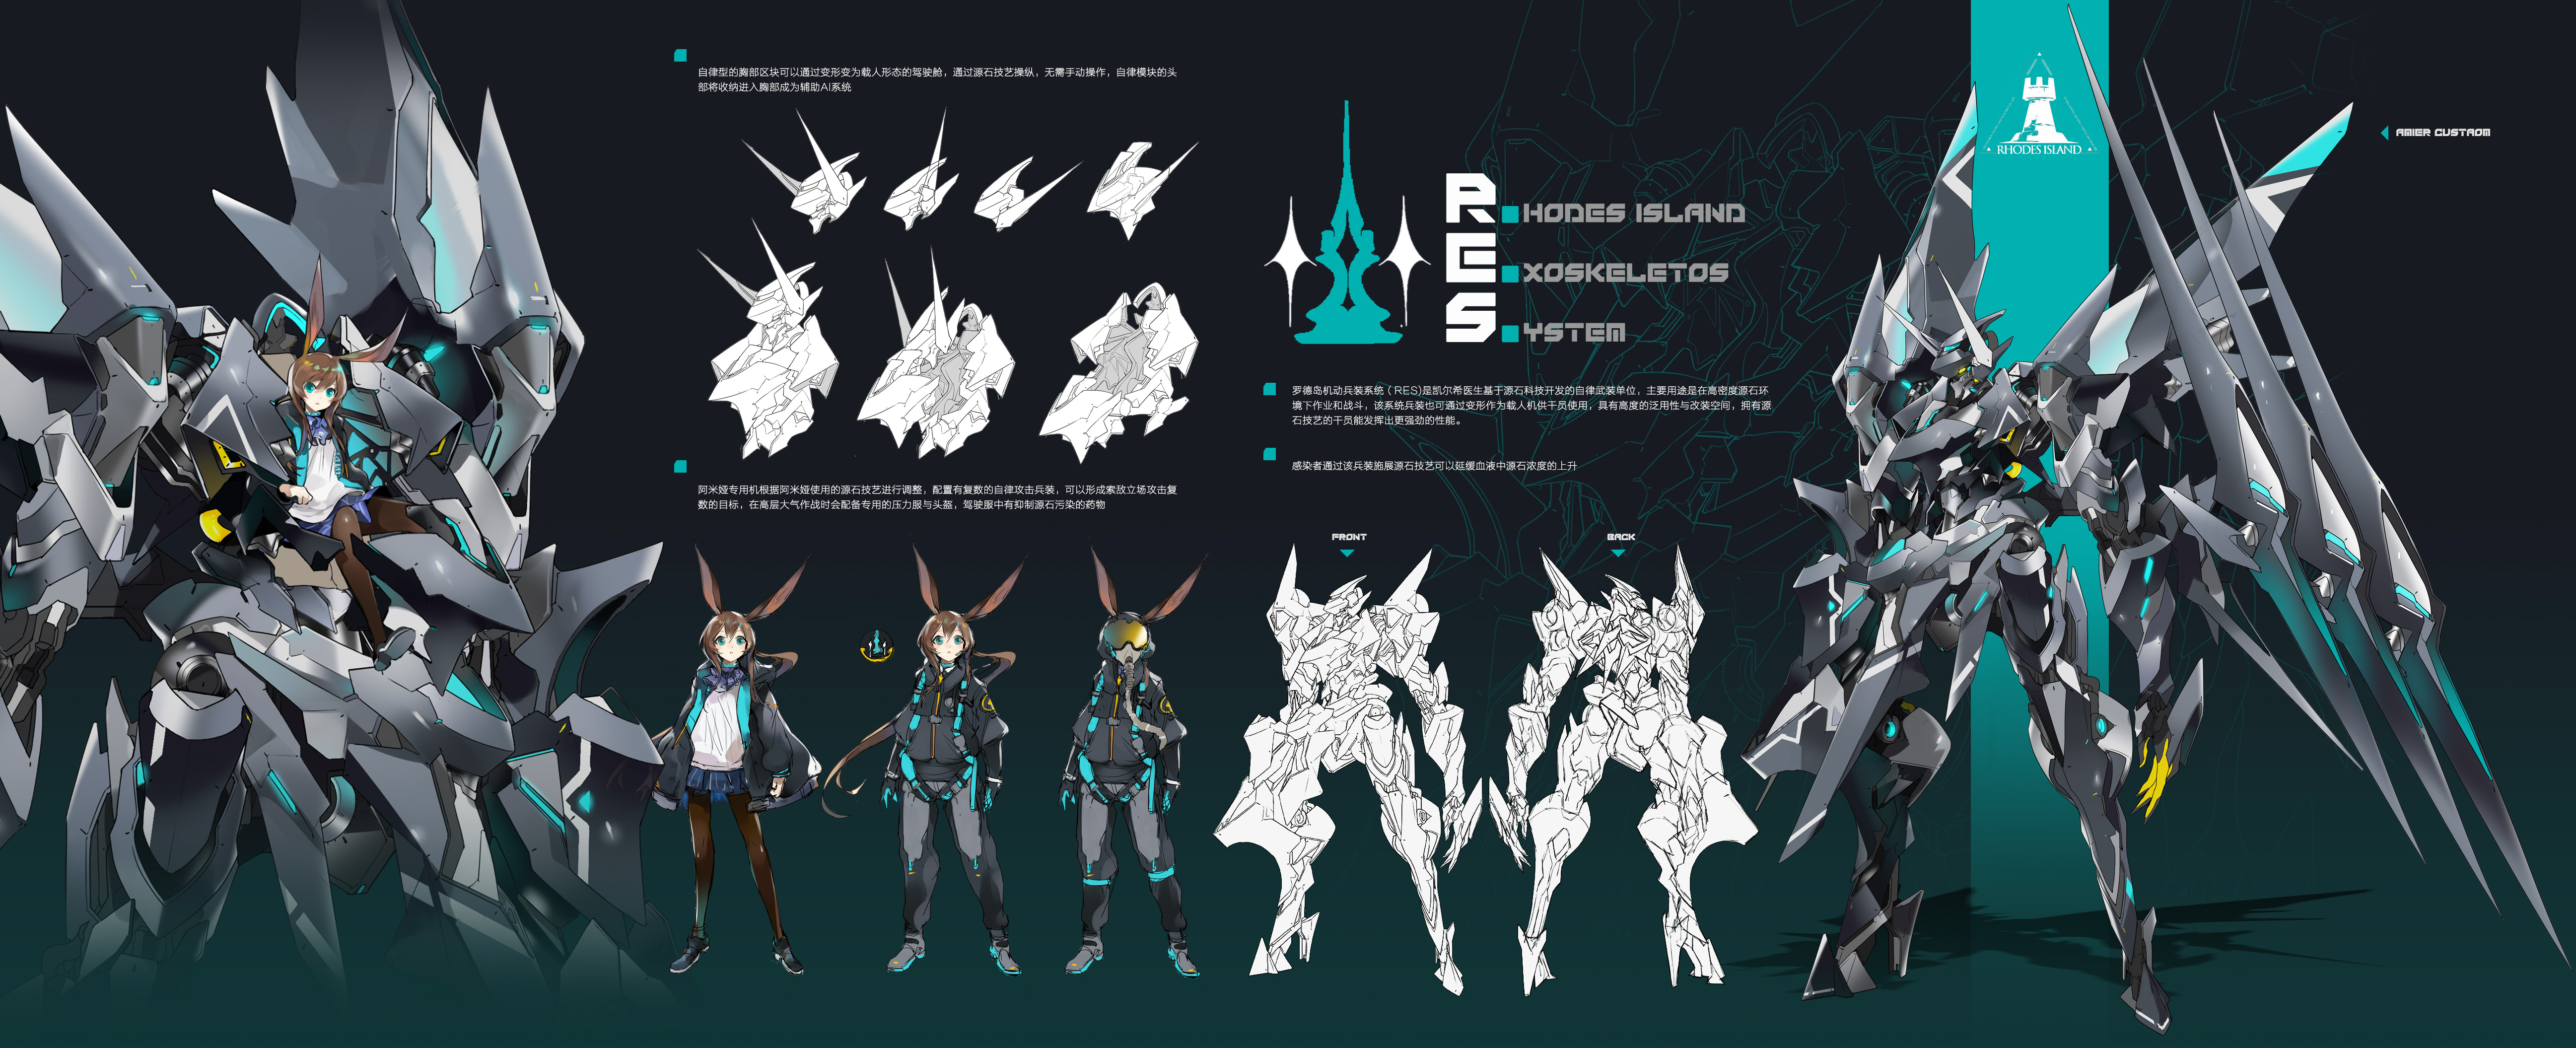 自律型的胸部区块可以通过变形变为载人形态的驾驶舱，通过源石技艺操纵，无需手动操作，自律模块的头
部将收纳进入胸部成为辅助AI系统
阿米娅专用机根据阿米娅使用的源石技艺进行调整，配置有复数的自律攻击兵装，可以形成索敌立场攻击复
数的目标，在高层大气作战时会配备专用的压力服与头盔，驾驶服中有抑制源石污染的药物
R.HODES ISLAND
E.XOSKELETOS
S.YSTEM
罗德岛机动兵装系统（RES)是凯尔希医生基于源石科技开发的自律武装单位，主要用途是在高密度源石环
境下作业和战斗，该系统兵装也可通过变形作为载人机供干员使用，具有高度的泛用性与改装空间，拥有源
石技艺的干员能发挥出更强劲的性能。
感染者通过该兵装施展源石技艺可以延缓血液中源石浓度的上升
FRONT
BACK
RHODES ISLAND
AMIER CUSTAOM